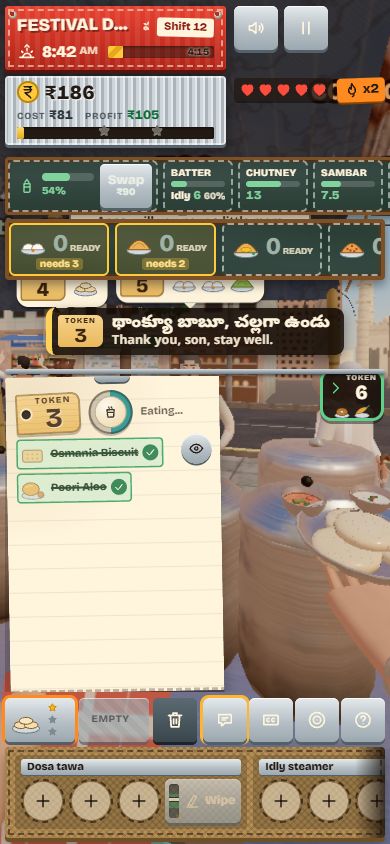 FESTIVAL D...
Shift 12
8:42 AM
4:15
₹186
COST ₹81 PROFIT ₹105
x2
54%
Swap
₹90
BATTER
Idly 6 60%
CHUTNEY
13
SAMBAR
7.5
0 READY
needs 3
0 READY
needs 2
0 READY
0
4
5
TOKEN
3
థాంక్యూ బాబూ, చల్లగా ఉండు
Thank you, son, stay well.
TOKEN
3
Eating...
TOKEN
6
Osmania Biscuit
Poori Aloo
EMPTY
CC
?
Dosa tawa
Idly steamer
Wipe